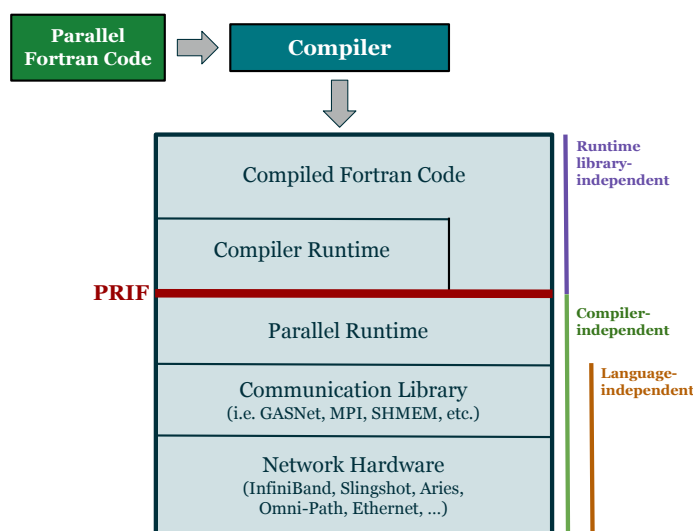 Parallel
Fortran Code
Compiler
Compiled Fortran Code
Runtime
library-
independent
Compiler Runtime
PRIF
Parallel Runtime
Compiler-
independent
Communication Library
(i.e. GASNet, MPI, SHMEM, etc.)
Language-
independent
Network Hardware
(InfiniBand, Slingshot, Aries,
Omni-Path, Ethernet, ...)